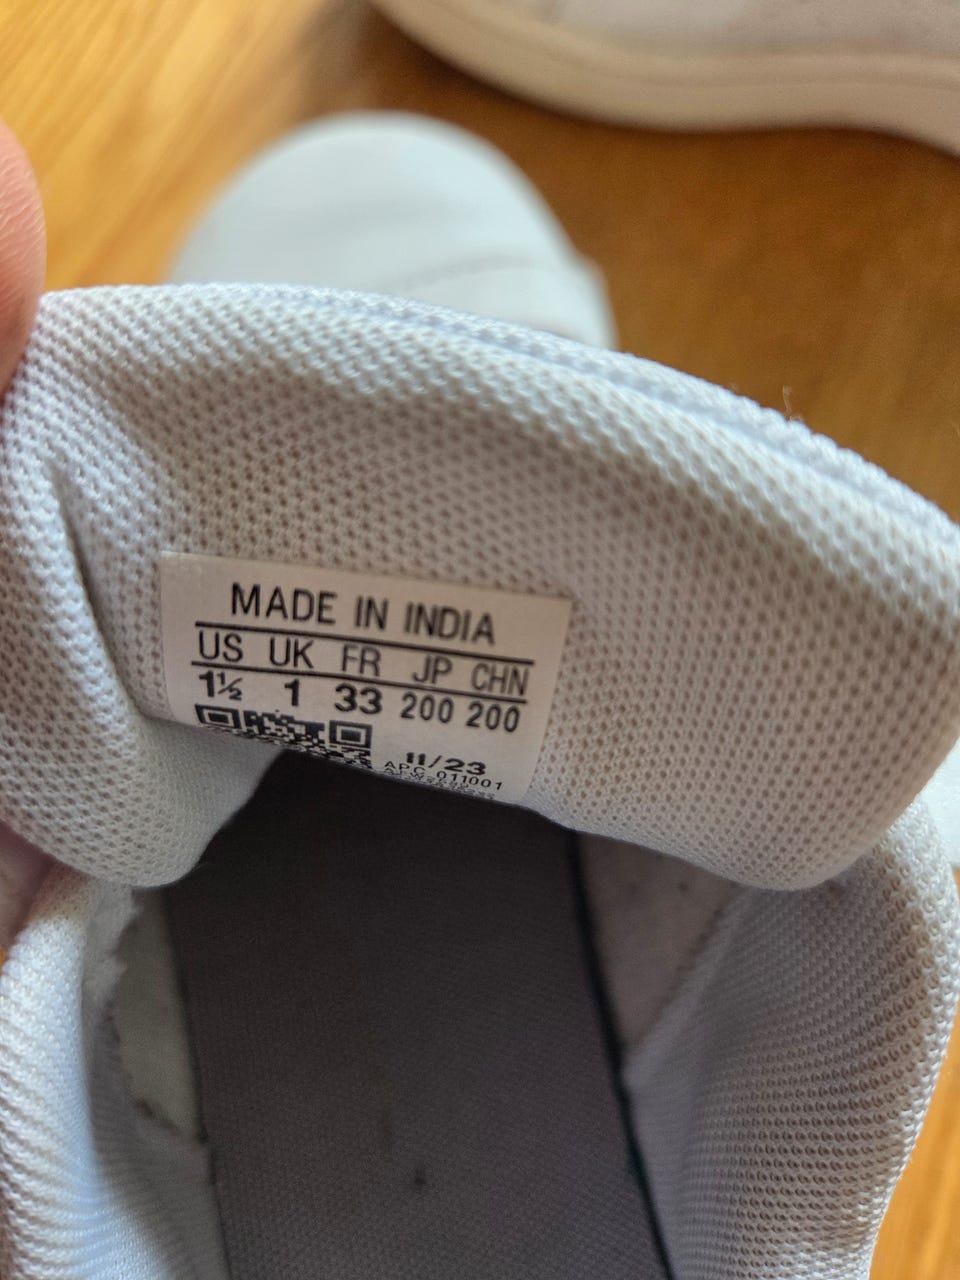 MADE IN INDIA
US UK FR JP CHN
1½ 1 33 200 200
11/23
APC 011001